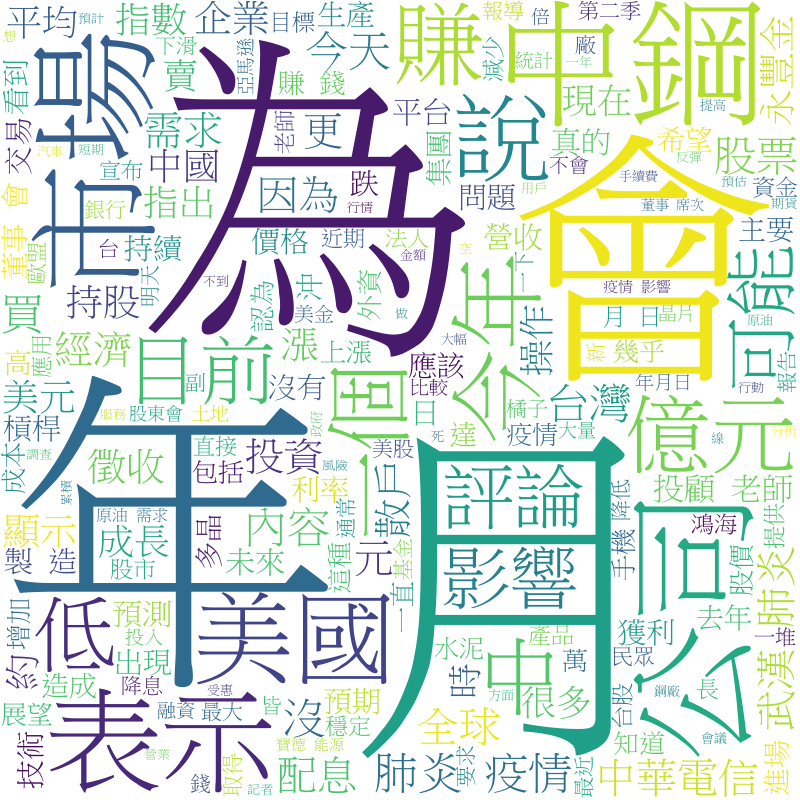 平均
預計
想
指數
下滑
企業
目標
生產
賣
亞馬遜
今天
賺 錢
報導
減少
倍
統計
一年
廠
第二季
提高
永豐金
看到
交易
汽車
短期
市場
為
賺
中鋼
需求
老師
更
平台
現在
真的
希望
股票
集團
不會
反彈
宣布
中國
因為
跌
行情
說
問題
手續費
用戶
預估
資金
期貨
會
董事
歐盟
銀行
指出
台
持續
價格
近期
法人
金額
營收
董事 席次
主要
明天
持股
不到
認為
沖
美金
外資
空
做
一下
疫情 影響
晶片
原油
買
高
應用
經濟
目前
漲
上漲
大幅
今年
操作
月 日
新
幾乎
可能
報告
美元
副
沒有
一個
應該
比較
日
橘子
年月日
行動
槓桿
股東會
土地
服務
政府
成本
調查
徵收
直接
包括
投資
美股
死
達
疫情
台灣
大量
線
億元
分析
累積
風險
利率
評論
顯示
原油 需求
多晶
通常
散戶
內容
投顧
老師
製 造
成長
股市
未來
這種
元
基金
影響
手機
降低
鴻海
股價
提供
公司
年
月
約
增加
低
預測
投入
出現
美國
一直
水泥
產品
中
時
萬
很多
獲利
民眾
台股
去年
肺炎
一堆
武漢
展望
造成
降息
受惠
皆
沒
預期
穩定
方面
全球
鋼廠
長
知道
技術
表示
融資
最大
取得
錢
營業
記者
寶德
能源
配息
肺炎
要求
疫情
最近
中華電信
會議
進場